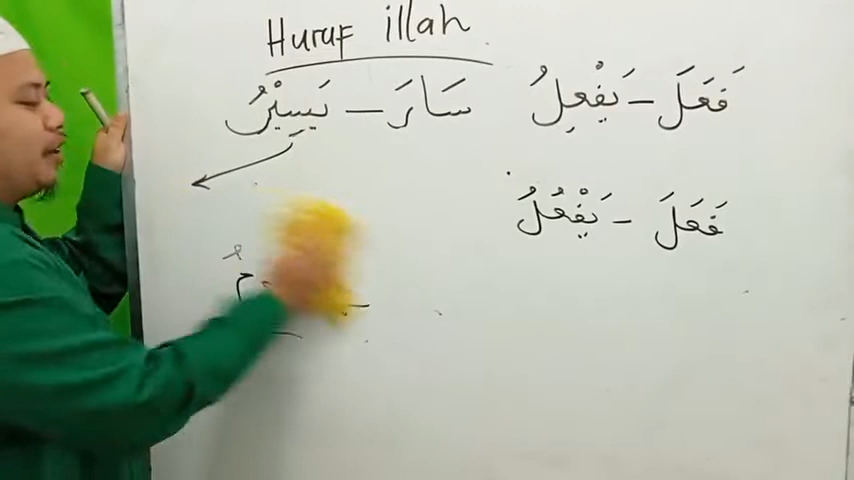 Huruf illah
فَعَلَ – يَفْعِلُ سَارَ – يَسِيْرُ
فَعَلَ – يَفْعُلُ